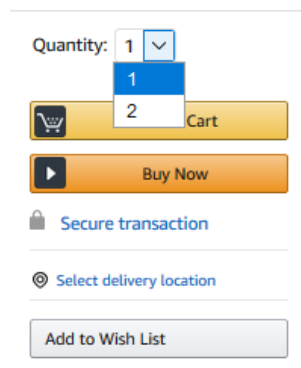 Quantity: 1
1
2
Cart
Buy Now
Secure transaction
Select delivery location
Add to Wish List